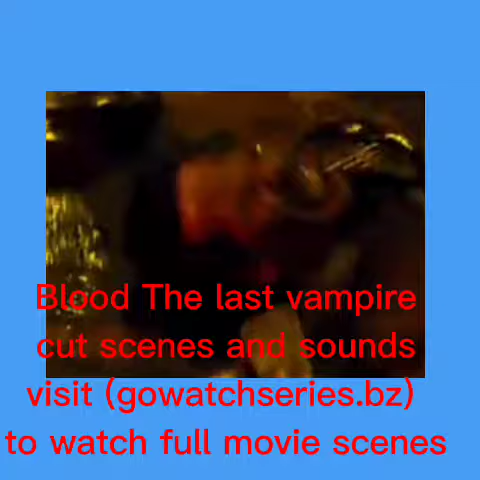 Blood The last vampire
cut scenes and sounds
visit (gowatchseries.bz)
to watch full movie scenes